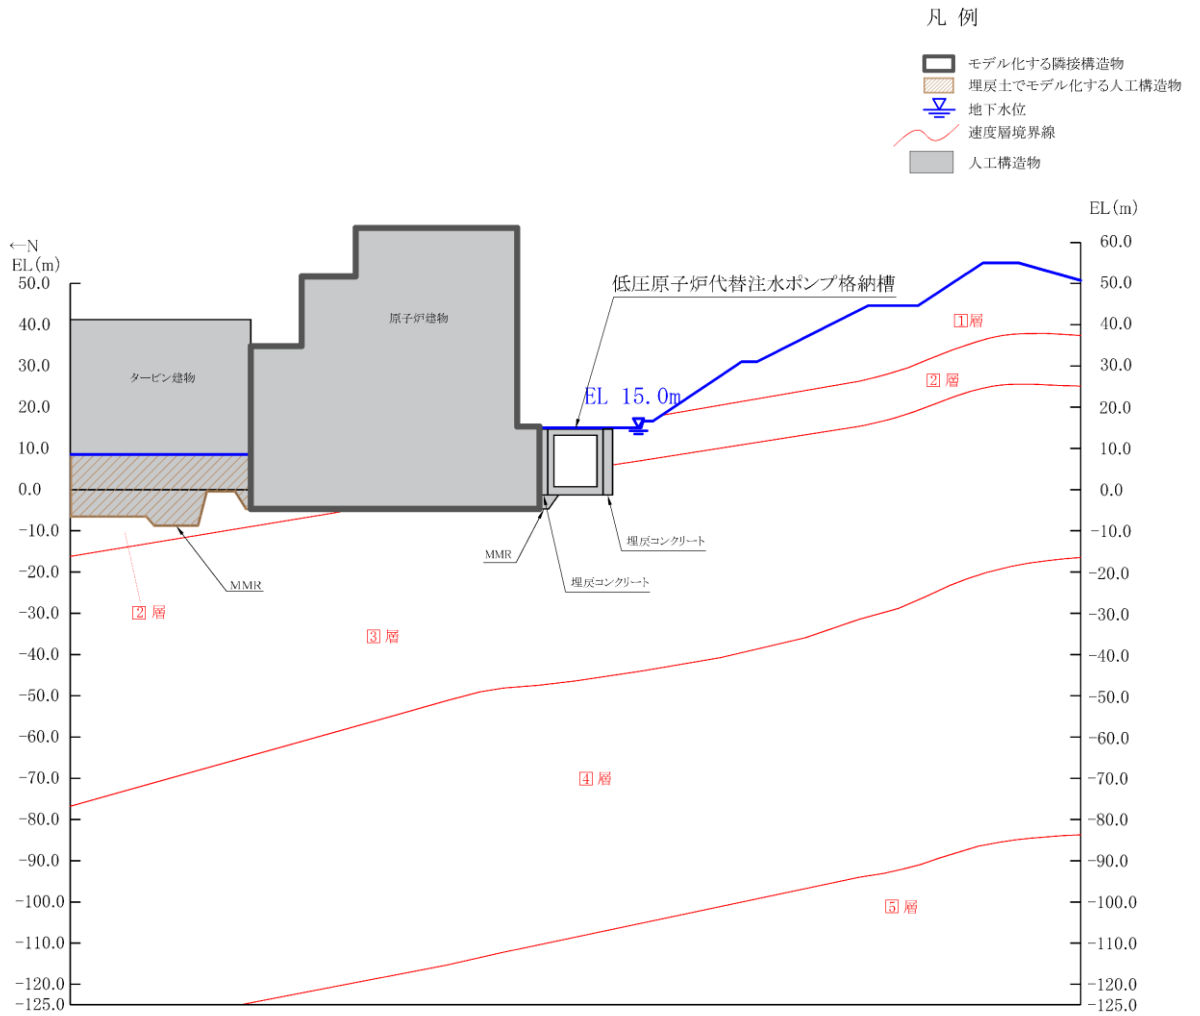 凡 例
モデル化する隣接構造物
埋戻土でモデル化する人工構造物
地下水位
速度層境界線
人工構造物
←N
EL(m)
50.0
40.0
30.0
20.0
10.0
0.0
-10.0
-20.0
-30.0
-40.0
-50.0
-60.0
-70.0
-80.0
-90.0
-100.0
-110.0
-120.0
-125.0
タービン建物
原子炉建物
低圧原子炉代替注水ポンプ格納槽
EL 15.0m
MMR
MMR
埋戻コンクリート
埋戻コンクリート
1層
2層
2層
3層
4層
5層
EL(m)
60.0
50.0
40.0
30.0
20.0
10.0
0.0
-10.0
-20.0
-30.0
-40.0
-50.0
-60.0
-70.0
-80.0
-90.0
-100.0
-110.0
-120.0
-125.0